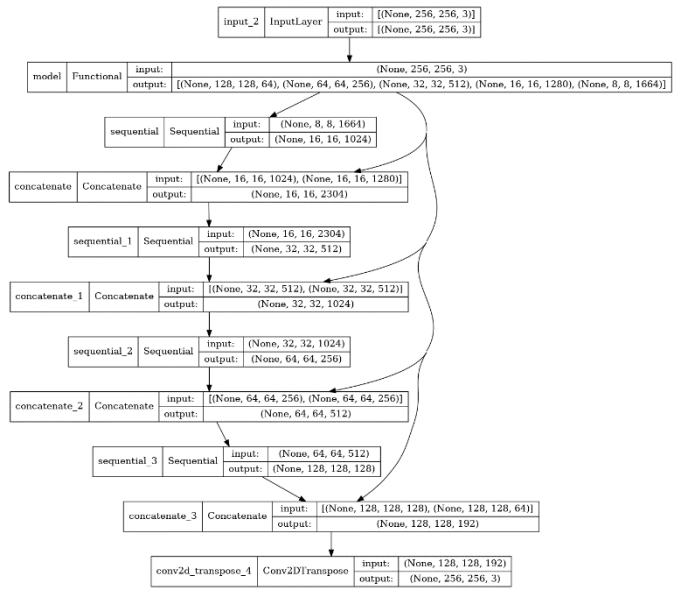 input_2 InputLayer input: [(None, 256, 256, 3)]
output: [(None, 256, 256, 3)]
model Functional input: (None, 256, 256, 3)
output: [(None, 128, 128, 64), (None, 64, 64, 256), (None, 32, 32, 512), (None, 16, 16, 1280), (None, 8, 8, 1664)]
sequential Sequential input: (None, 8, 8, 1664)
output: (None, 16, 16, 1024)
concatenate Concatenate input: [(None, 16, 16, 1024), (None, 16, 16, 1280)]
output: (None, 16, 16, 2304)
sequential_1 Sequential input: (None, 16, 16, 2304)
output: (None, 32, 32, 512)
concatenate_1 Concatenate input: [(None, 32, 32, 512), (None, 32, 32, 512)]
output: (None, 32, 32, 1024)
sequential_2 Sequential input: (None, 32, 32, 1024)
output: (None, 64, 64, 256)
concatenate_2 Concatenate input: [(None, 64, 64, 256), (None, 64, 64, 256)]
output: (None, 64, 64, 512)
sequential_3 Sequential input: (None, 64, 64, 512)
output: (None, 128, 128, 128)
concatenate_3 Concatenate input: [(None, 128, 128, 128), (None, 128, 128, 64)]
output: (None, 128, 128, 192)
conv2d_transpose_4 Conv2DTranspose input: (None, 128, 128, 192)
output: (None, 256, 256, 3)